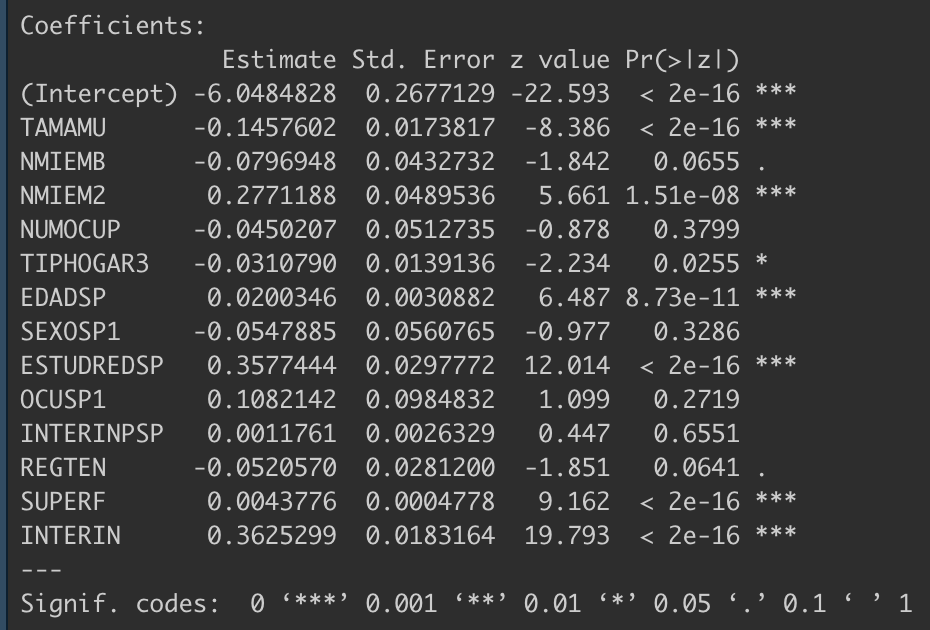 Coefficients:
              Estimate Std. Error z value Pr(>|z|)
(Intercept) -6.0484828  0.2677129 -22.593  < 2e-16 ***
TAMAMU      -0.1457602  0.0173817  -8.386  < 2e-16 ***
NMIEMB      -0.0796948  0.0432732  -1.842   0.0655 .
NMIEM2       0.2771188  0.0489536   5.661 1.51e-08 ***
NUMOCUP     -0.0450207  0.0512735  -0.878   0.3799
TIPHOGAR3   -0.0310790  0.0139136  -2.234   0.0255 *
EDADSP       0.0200346  0.0030882   6.487 8.73e-11 ***
SEXOSP1     -0.0547885  0.0560765  -0.977   0.3286
ESTUDREDSP   0.3577444  0.0297772  12.014  < 2e-16 ***
OCUSP1       0.1082142  0.0984832   1.099   0.2719
INTERINPSP   0.0011761  0.0026329   0.447   0.6551
REGTEN      -0.0520570  0.0281200  -1.851   0.0641 .
SUPERF       0.0043776  0.0004778   9.162  < 2e-16 ***
INTERIN      0.3625299  0.0183164  19.793  < 2e-16 ***
---
Signif. codes:  0 ‘***’ 0.001 ‘**’ 0.01 ‘*’ 0.05 ‘.’ 0.1 ‘ ’ 1